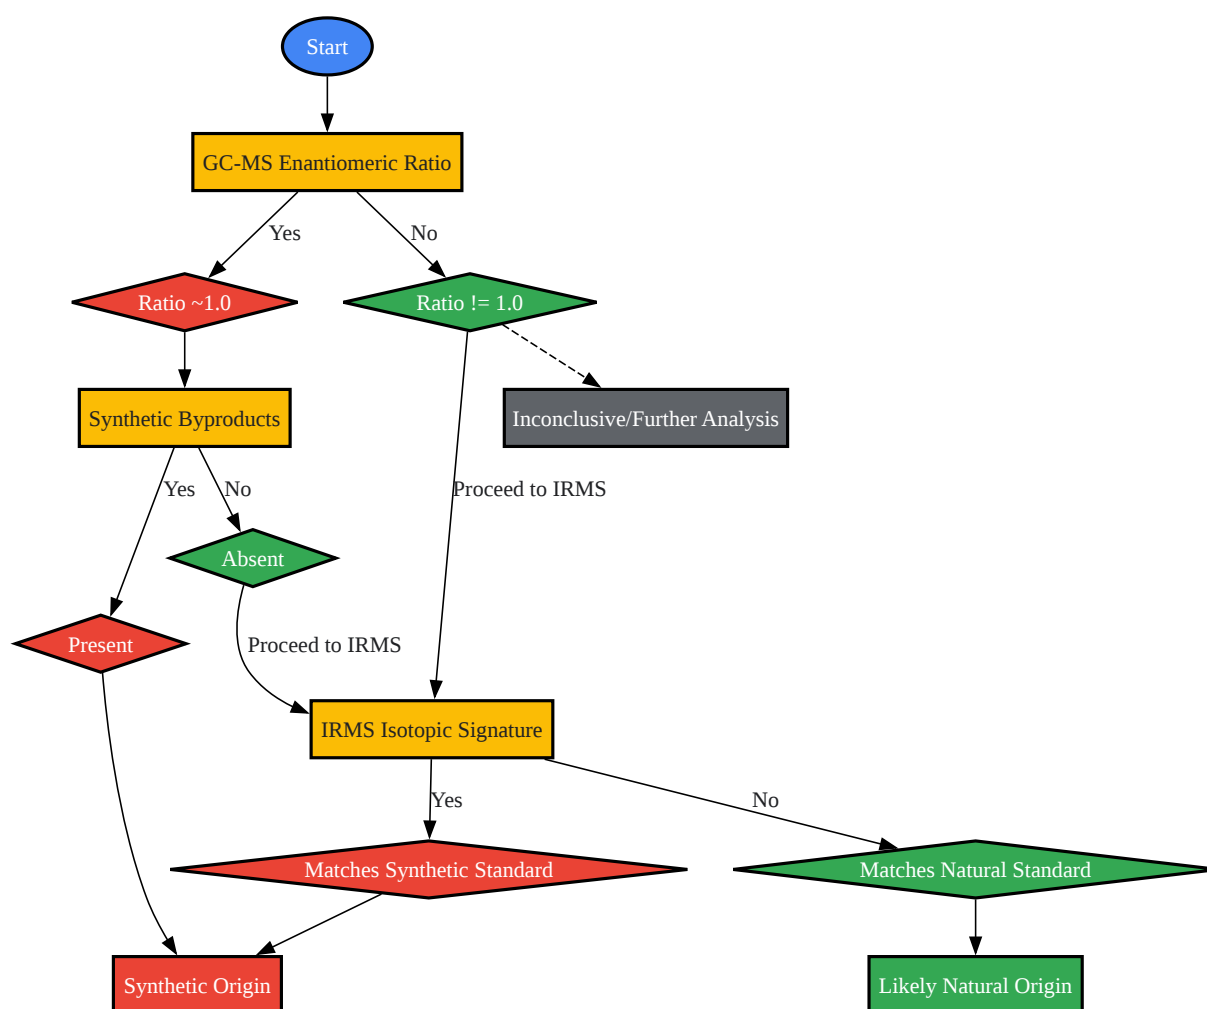 Start
GC-MS Enantiomeric Ratio
Yes
No
Ratio ~1.0
Ratio != 1.0
Synthetic Byproducts
Inconclusive/Further Analysis
Yes
No
Proceed to IRMS
Absent
Present
Proceed to IRMS
IRMS Isotopic Signature
Yes
No
Matches Synthetic Standard
Matches Natural Standard
Synthetic Origin
Likely Natural Origin